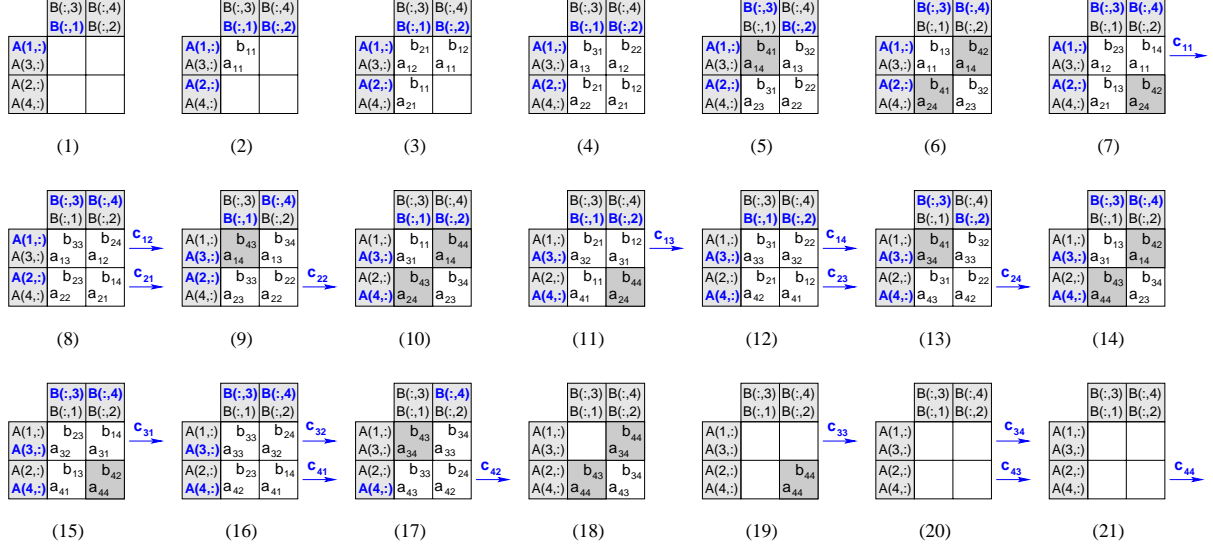 B(:,3) B(:,4)
B(:,1) B(:,2)
A(1,:)
A(3,:)
A(2,:)
A(4,:)
(1)
B(:,3) B(:,4)
B(:,1) B(:,2)
A(1,:) b11
A(3,:) a11
A(2,:)
A(4,:)
(2)
B(:,3) B(:,4)
B(:,1) B(:,2)
A(1,:) b21 b12
A(3,:) a12 a11
A(2,:) b11
A(4,:) a21
(3)
B(:,3) B(:,4)
B(:,1) B(:,2)
A(1,:) b31 b22
A(3,:) a13 a12
A(2,:) b21 b12
A(4,:) a22 a21
(4)
B(:,3) B(:,4)
B(:,1) B(:,2)
A(1,:) b41 b32
A(3,:) a14 a13
A(2,:) b31 b22
A(4,:) a23 a22
(5)
B(:,3) B(:,4)
B(:,1) B(:,2)
A(1,:) b13 b42
A(3,:) a11 a14
A(2,:) b41 b32
A(4,:) a24 a23
(6)
B(:,3) B(:,4)
B(:,1) B(:,2)
A(1,:) b23 b14 c11
A(3,:) a12 a11
A(2,:) b13 b42
A(4,:) a21 a24
(7)
B(:,3) B(:,4)
B(:,1) B(:,2)
A(1,:) b33 b24 c12
A(3,:) a13 a12
A(2,:) b23 b14 c21
A(4,:) a22 a21
(8)
B(:,3) B(:,4)
B(:,1) B(:,2)
A(1,:) b43 b34
A(3,:) a14 a13
A(2,:) b33 b22 c22
A(4,:) a23 a22
(9)
B(:,3) B(:,4)
B(:,1) B(:,2)
A(1,:) b11 b44
A(3,:) a31 a14
A(2,:) b43 b34
A(4,:) a24 a23
(10)
B(:,3) B(:,4)
B(:,1) B(:,2)
A(1,:) b21 b12 c13
A(3,:) a32 a31
A(2,:) b11 b44
A(4,:) a41 a24
(11)
B(:,3) B(:,4)
B(:,1) B(:,2)
A(1,:) b31 b22 c14
A(3,:) a33 a32
A(2,:) b21 b12 c23
A(4,:) a42 a41
(12)
B(:,3) B(:,4)
B(:,1) B(:,2)
A(1,:) b41 b32
A(3,:) a34 a33
A(2,:) b31 b22 c24
A(4,:) a43 a42
(13)
B(:,3) B(:,4)
B(:,1) B(:,2)
A(1,:) b13 b42
A(3,:) a31 a14
A(2,:) b43 b34
A(4,:) a44 a23
(14)
B(:,3) B(:,4)
B(:,1) B(:,2)
A(1,:) b23 b14 c31
A(3,:) a32 a31
A(2,:) b13 b42
A(4,:) a41 a44
(15)
B(:,3) B(:,4)
B(:,1) B(:,2)
A(1,:) b33 b24 c32
A(3,:) a33 a32
A(2,:) b23 b14 c41
A(4,:) a42 a41
(16)
B(:,3) B(:,4)
B(:,1) B(:,2)
A(1,:) b43 b34
A(3,:) a34 a33
A(2,:) b33 b24 c42
A(4,:) a43 a42
(17)
B(:,3) B(:,4)
B(:,1) B(:,2)
A(1,:) b44
A(3,:) a34
A(2,:) b43 b34
A(4,:) a44 a43
(18)
B(:,3) B(:,4)
B(:,1) B(:,2)
A(1,:) c33
A(3,:)
A(2,:) b44
A(4,:) a44
(19)
B(:,3) B(:,4)
B(:,1) B(:,2)
A(1,:) c34
A(3,:)
A(2,:) c43
A(4,:)
(20)
B(:,3) B(:,4)
B(:,1) B(:,2)
A(1,:)
A(3,:)
A(2,:) c44
A(4,:)
(21)